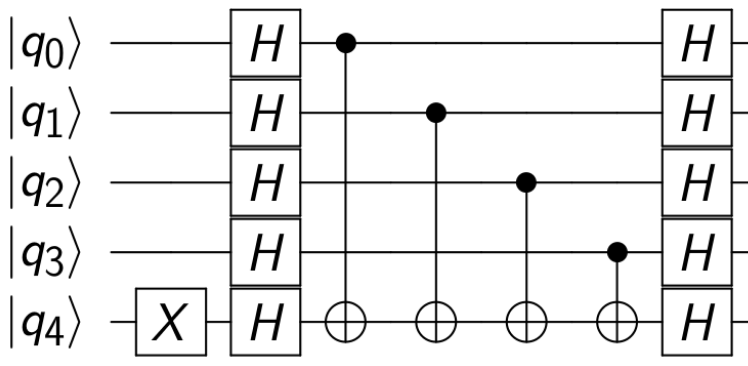 |q₀⟩ H H
|q₁⟩ H H
|q₂⟩ H H
|q₃⟩ H H
|q₄⟩ X H H